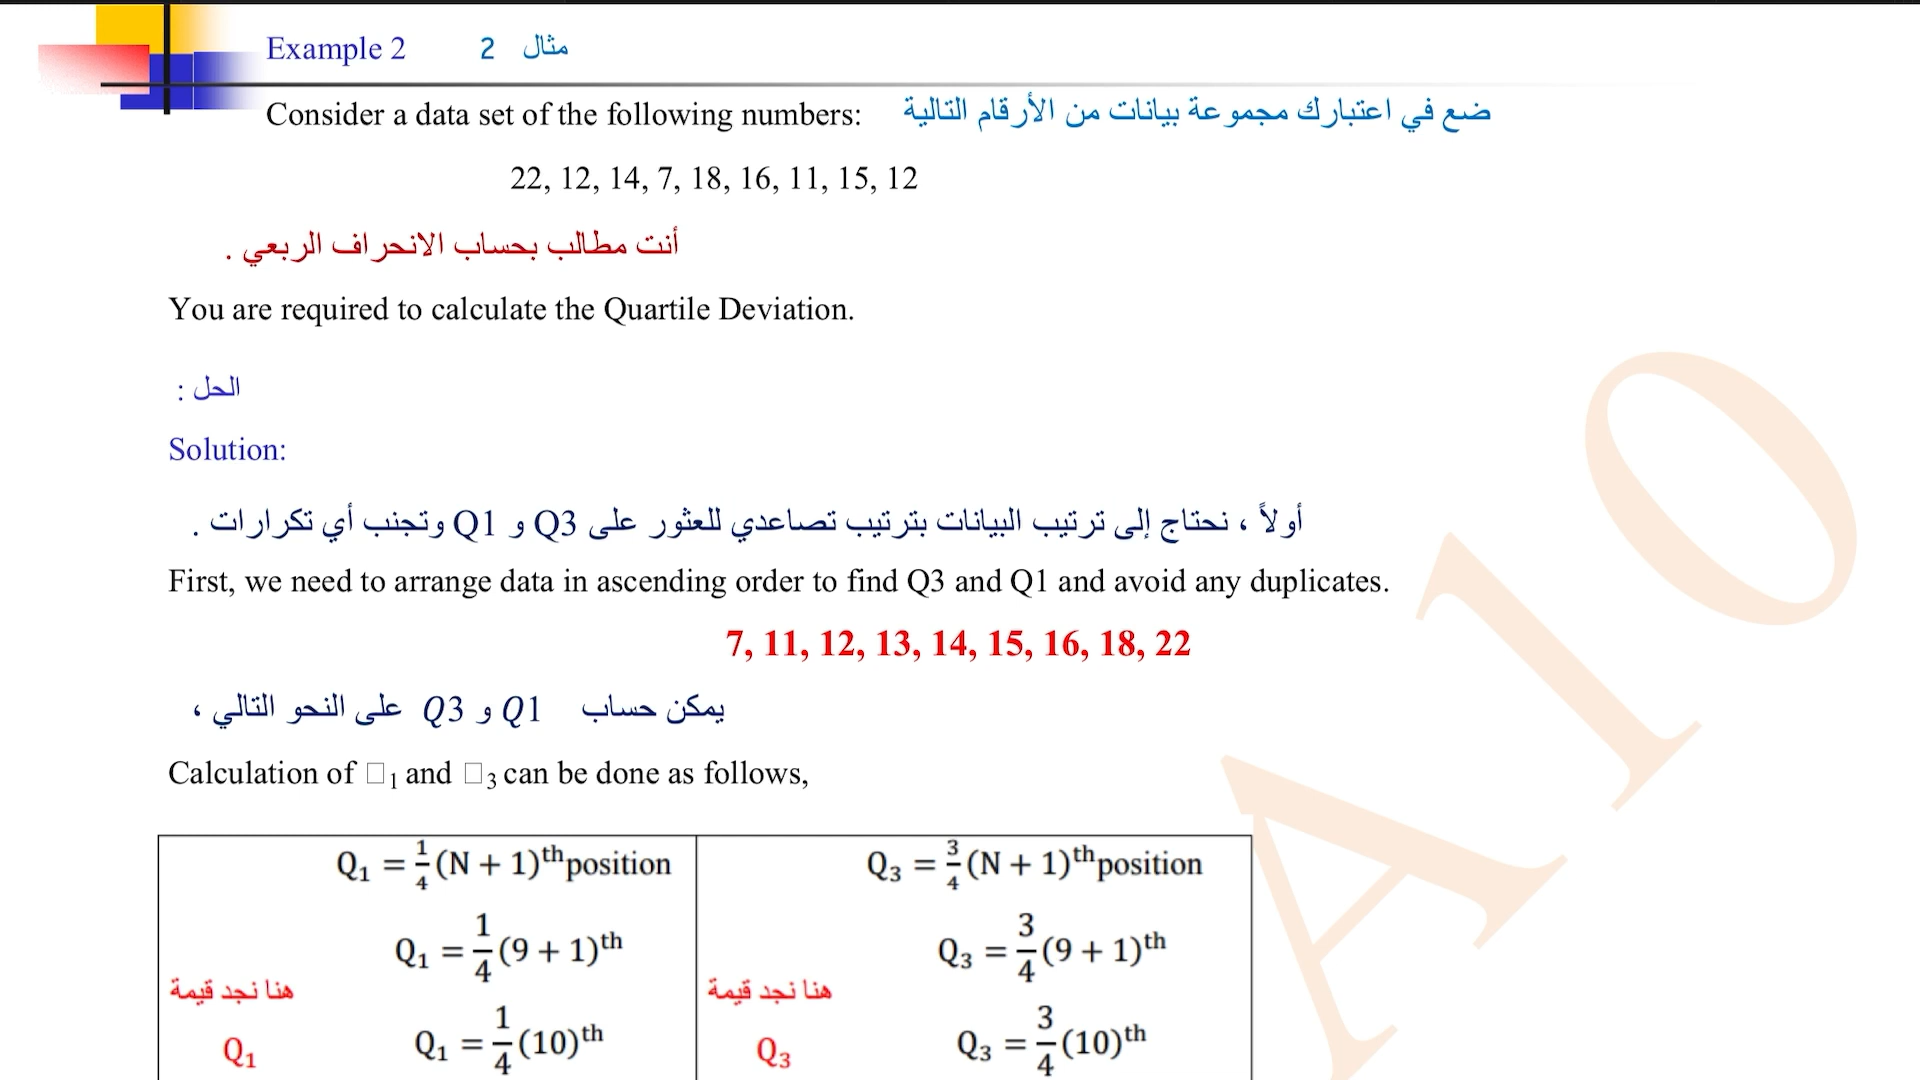 Example 2 مثال 2
Consider a data set of the following numbers: ضع في اعتبارك مجموعة بيانات من الأرقام التالية
22, 12, 14, 7, 18, 16, 11, 15, 12
أنت مطالب بحساب الانحراف الربعي .
You are required to calculate the Quartile Deviation.
الحل :
Solution:
أولاً ، نحتاج إلى ترتيب البيانات بترتيب تصاعدي للعثور على Q3 و Q1 وتجنب أي تكرارات .
First, we need to arrange data in ascending order to find Q3 and Q1 and avoid any duplicates.
7, 11, 12, 13, 14, 15, 16, 18, 22
يمكن حساب Q1 و Q3 على النحو التالي ،
Calculation of □₁ and □₃ can be done as follows,
Q₁ = 1/4 (N + 1)ᵗʰposition
Q₁ = 1/4 (9 + 1)ᵗʰ
هنا نجد قيمة
Q₁ = 1/4 (10)ᵗʰ
Q₁
Q₃ = 3/4 (N + 1)ᵗʰposition
Q₃ = 3/4 (9 + 1)ᵗʰ
هنا نجد قيمة
Q₃ = 3/4 (10)ᵗʰ
Q₃
A10